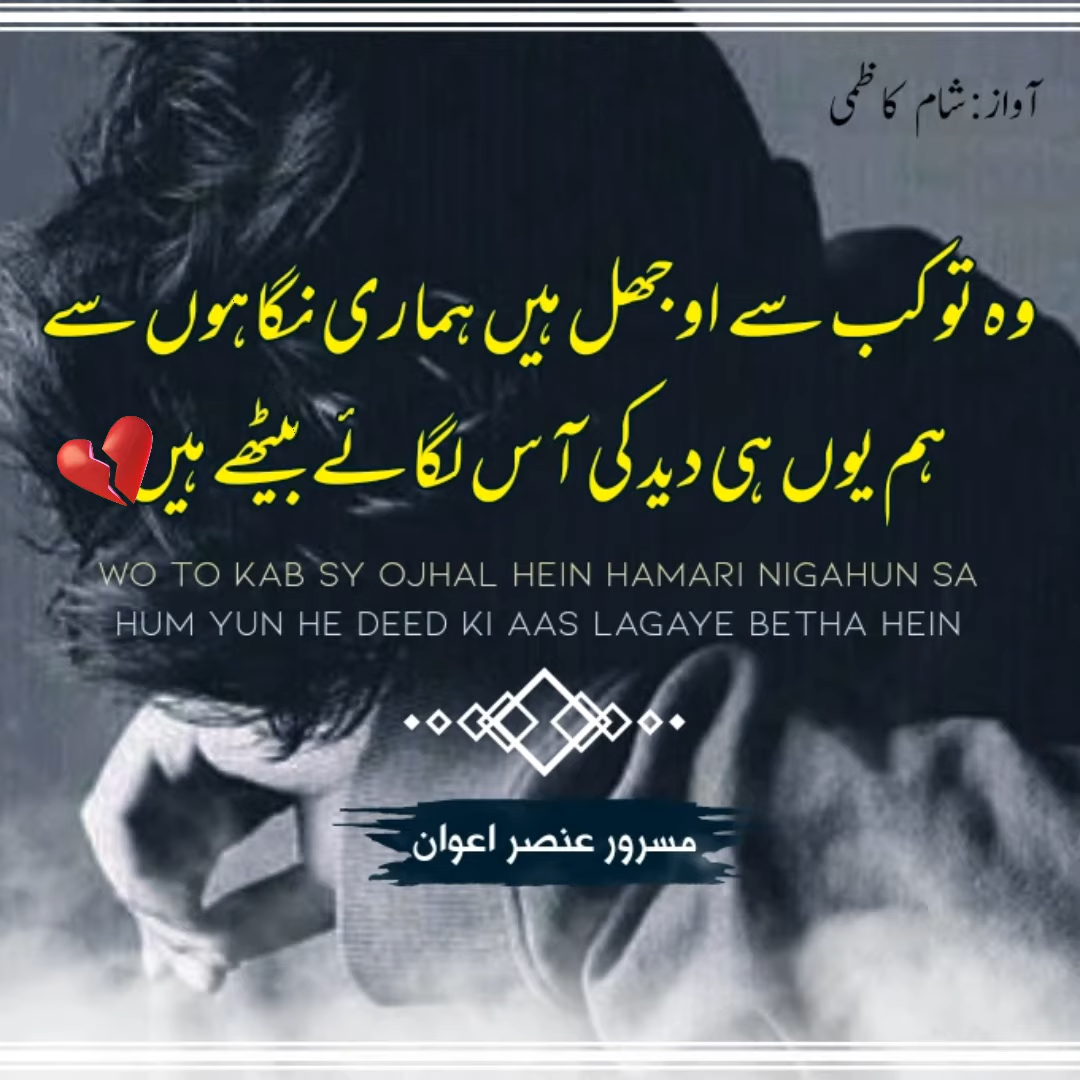 آواز: شام کاظمی
وہ تو کب سے اوجھل ہیں ہماری نگاہوں سے
ہم یوں ہی دید کی آس لگائے بیٹھے ہیں
WO TO KAB SY OJHAL HEIN HAMARI NIGAHUN SA
HUM YUN HE DEED KI AAS LAGAYE BETHA HEIN
مسرور عنصر اعوان